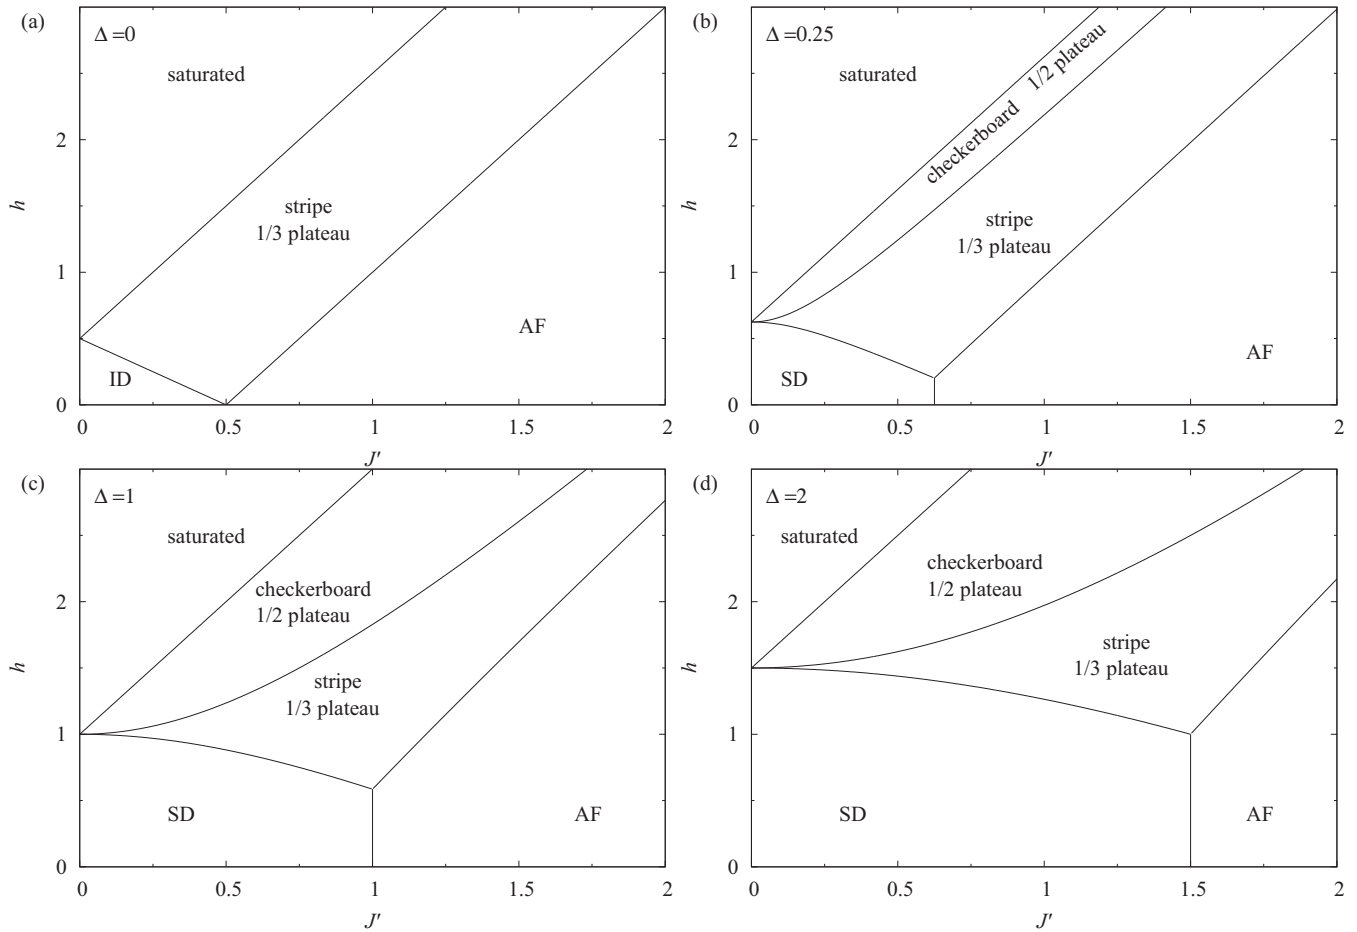 (a)
Δ =0
saturated
stripe
1/3 plateau
AF
ID
h
2
1
0
0
0.5
1
1.5
2
J′
(b)
Δ =0.25
saturated
checkerboard 1/2 plateau
stripe
1/3 plateau
AF
SD
h
2
1
0
0
0.5
1
1.5
2
J′
(c)
Δ =1
saturated
checkerboard
1/2 plateau
stripe
1/3 plateau
SD
AF
h
2
1
0
0
0.5
1
1.5
2
J′
(d)
Δ =2
saturated
checkerboard
1/2 plateau
stripe
1/3 plateau
SD
AF
h
2
1
0
0
0.5
1
1.5
2
J′